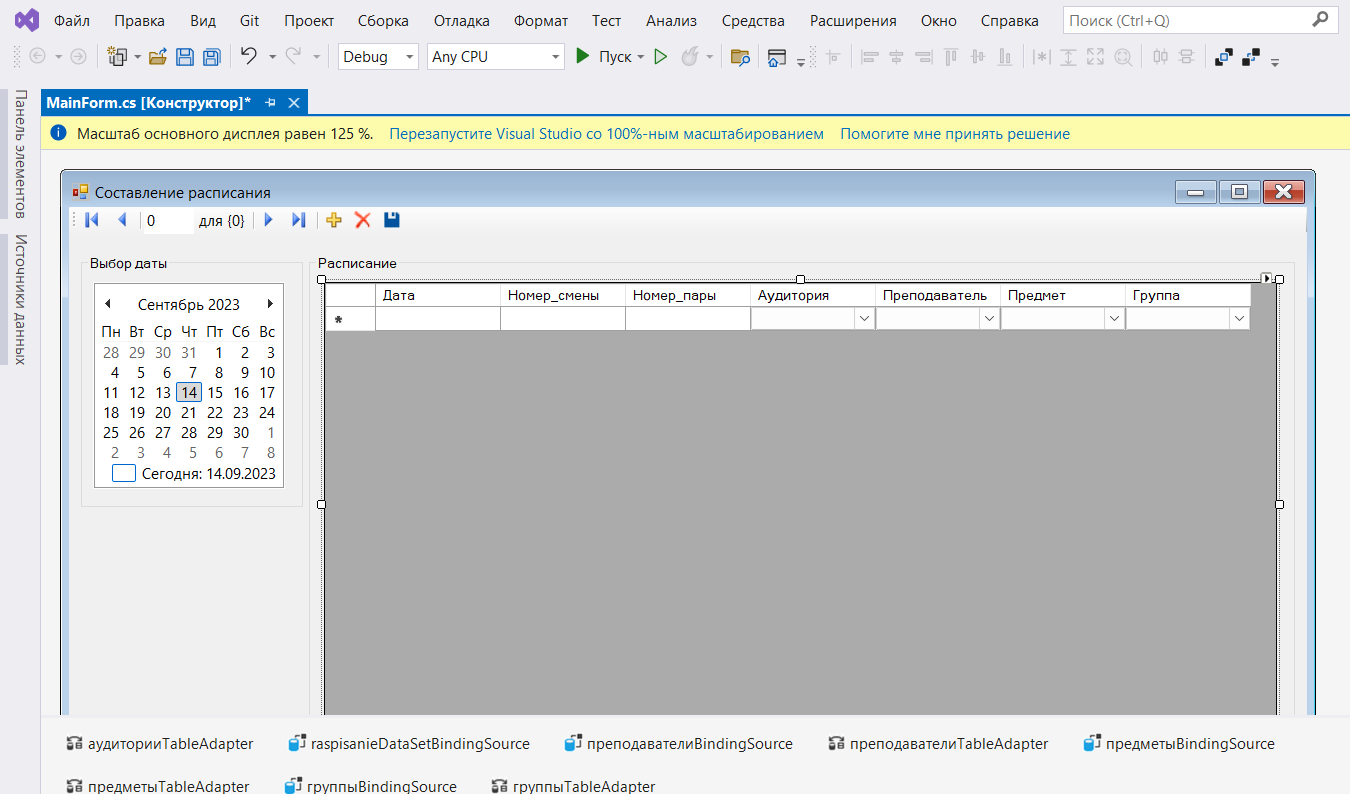 Файл Правка Вид Git Проект Сборка Отладка Формат Тест Анализ Средства Расширения Окно Справка Поиск (Ctrl+Q)
Debug Any CPU Пуск
Панель элементов
Источники данных
MainForm.cs [Конструктор]*
Масштаб основного дисплея равен 125 %. Перезапустите Visual Studio со 100%-ным масштабированием Помогите мне принять решение
Составление расписания
0 для {0}
Выбор даты
Сентябрь 2023
Пн Вт Ср Чт Пт Сб Вс
28 29 30 31 1 2 3
4 5 6 7 8 9 10
11 12 13 14 15 16 17
18 19 20 21 22 23 24
25 26 27 28 29 30 1
2 3 4 5 6 7 8
Сегодня: 14.09.2023
Расписание
Дата Номер_смены Номер_пары Аудитория Преподаватель Предмет Группа
*
аудиторииTableAdapter raspisanieDataSetBindingSource преподавателиBindingSource преподавателиTableAdapter предметыBindingSource
предметыTableAdapter группыBindingSource группыTableAdapter